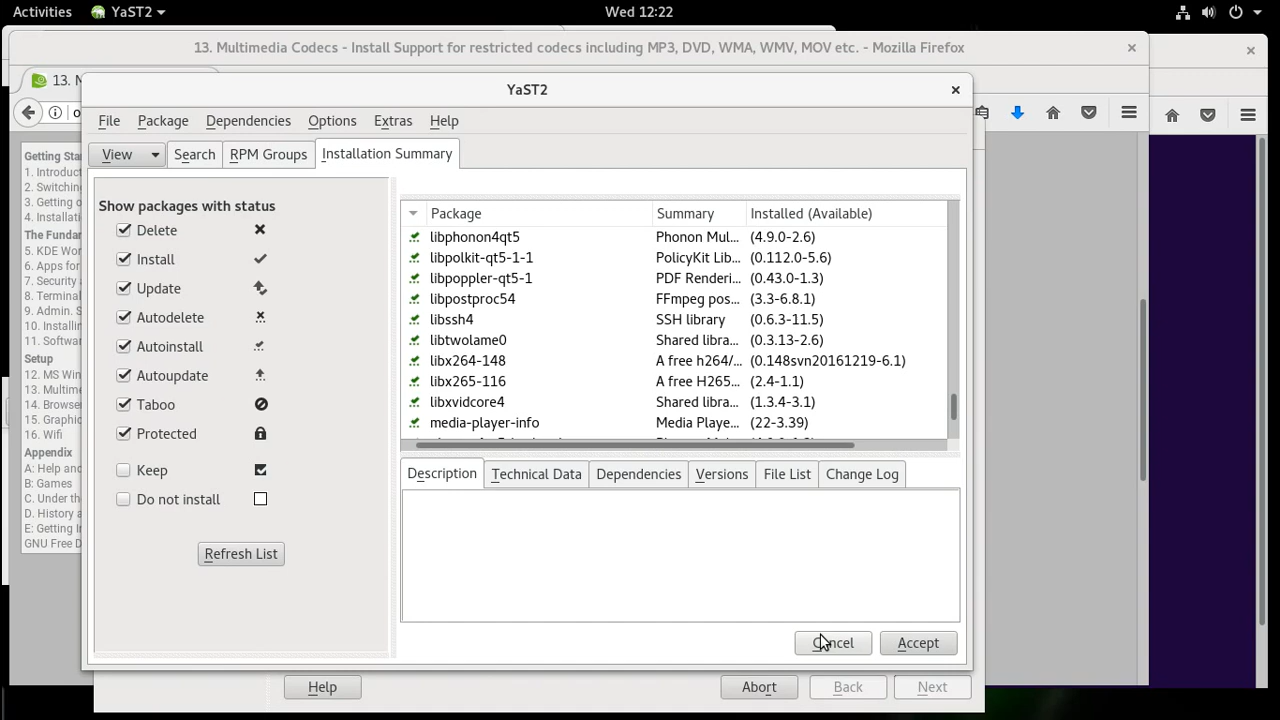 Activities YaST2 Wed 12:22
13. Multimedia Codecs - Install Support for restricted codecs including MP3, DVD, WMA, WMV, MOV etc. - Mozilla Firefox
13. M
YaST2
File Package Dependencies Options Extras Help
View Search RPM Groups Installation Summary
Getting Sta
1. Introduct
2. Switching
3. Getting o
4. Installati
The Fundan
5. KDE Wor
6. Apps for
7. Security a
8. Terminal
9. Admin. S
10. Installin
11. Softwar
Setup
12. MS Win
13. Multime
14. Browser
15. Graphic
16. Wifi
Appendix
A: Help and
B: Games
C. Under th
D. History a
E: Getting In
GNU Free D
Show packages with status
Delete
Install
Update
Autodelete
Autoinstall
Autoupdate
Taboo
Protected
Keep
Do not install
Refresh List
Package Summary Installed (Available)
libphonon4qt5 Phonon Mul... (4.9.0-2.6)
libpolkit-qt5-1-1 PolicyKit Lib... (0.112.0-5.6)
libpoppler-qt5-1 PDF Renderi... (0.43.0-1.3)
libpostproc54 FFmpeg pos... (3.3-6.8.1)
libssh4 SSH library (0.6.3-11.5)
libtwolame0 Shared libra... (0.3.13-2.6)
libx264-148 A free h264/... (0.148svn20161219-6.1)
libx265-116 A free H265... (2.4-1.1)
libxvidcore4 Shared libra... (1.3.4-3.1)
media-player-info Media Playe... (22-3.39)
Description Technical Data Dependencies Versions File List Change Log
Cancel Accept
Help Abort Back Next